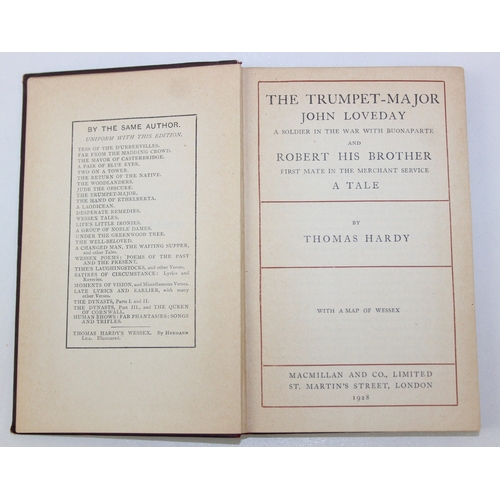 BY THE SAME AUTHOR.
UNIFORM WITH THIS EDITION.
TESS OF THE D'URBERVILLES.
FAR FROM THE MADDING CROWD.
THE MAYOR OF CASTERBRIDGE.
A PAIR OF BLUE EYES.
TWO ON A TOWER.
THE RETURN OF THE NATIVE.
THE WOODLANDERS.
JUDE THE OBSCURE.
THE TRUMPET-MAJOR.
THE HAND OF ETHELBERTA.
A LAODICEAN.
DESPERATE REMEDIES.
WESSEX TALES.
LIFE'S LITTLE IRONIES.
A GROUP OF NOBLE DAMES.
UNDER THE GREENWOOD TREE.
THE WELL-BELOVED.
A CHANGED MAN, THE WAITING SUPPER,
and other Tales.
WESSEX POEMS: POEMS OF THE PAST
AND THE PRESENT.
TIME'S LAUGHINGSTOCKS, and other Verses.
SATIRES OF CIRCUMSTANCE: Lyrics and
Reveries.
MOMENTS OF VISION, and Miscellaneous Verses.
LATE LYRICS AND EARLIER, with many
other Verses.
THE DYNASTS, Parts I. and II.
THE DYNASTS, Part III., and THE QUEEN
OF CORNWALL.
HUMAN SHOWS: FAR PHANTASIES: SONGS
AND TRIFLES.
THOMAS HARDY'S WESSEX. By HERMANN
LEA. Illustrated.
THE TRUMPET-MAJOR
JOHN LOVEDAY
A SOLDIER IN THE WAR WITH BUONAPARTE
AND
ROBERT HIS BROTHER
FIRST MATE IN THE MERCHANT SERVICE
A TALE
BY
THOMAS HARDY
WITH A MAP OF WESSEX
MACMILLAN AND CO., LIMITED
ST. MARTIN'S STREET, LONDON
1928